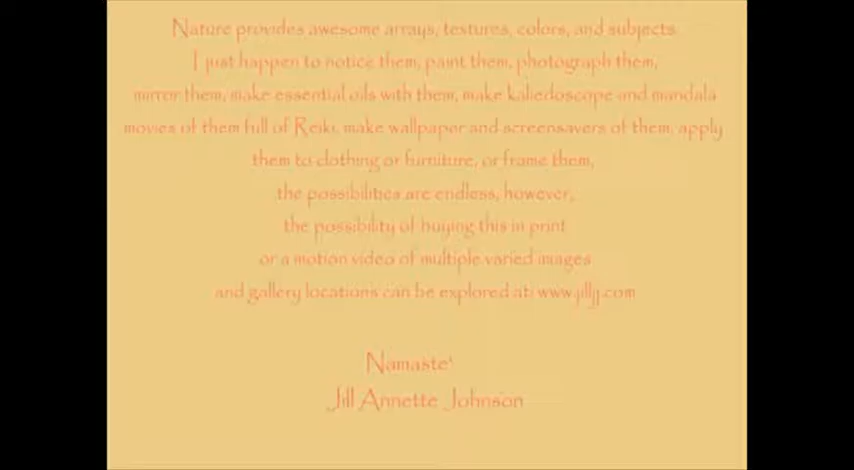 Nature provides awesome arrays, textures, colors, and subjects.
I just happen to notice them, paint them, photograph them,
mirror them, make essential oils with them, make kaliedoscope and mandala
movies of them full of Reiki, make wallpaper and screensavers of them, apply
them to clothing or furniture, or frame them,
the possibilities are endless, however,
the possibility of buying this in print
or a motion video of multiple varied images
and gallery locations can be explored at: www.jillj.com
Namaste'
Jill Annette Johnson